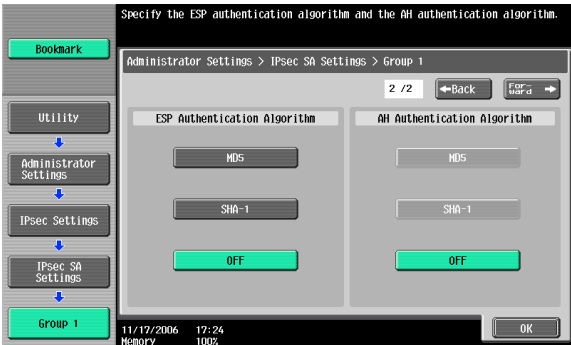 Specify the ESP authentication algorithm and the AH authentication algorithm.
Bookmark
Administrator Settings > IPsec SA Settings > Group 1
2 /2
←Back
For-
ward →
Utility
Administrator
Settings
IPsec Settings
IPsec SA
Settings
Group 1
ESP Authentication Algorithm
MD5
SHA-1
OFF
AH Authentication Algorithm
MD5
SHA-1
OFF
11/17/2006 17:24
Memory 100%
OK